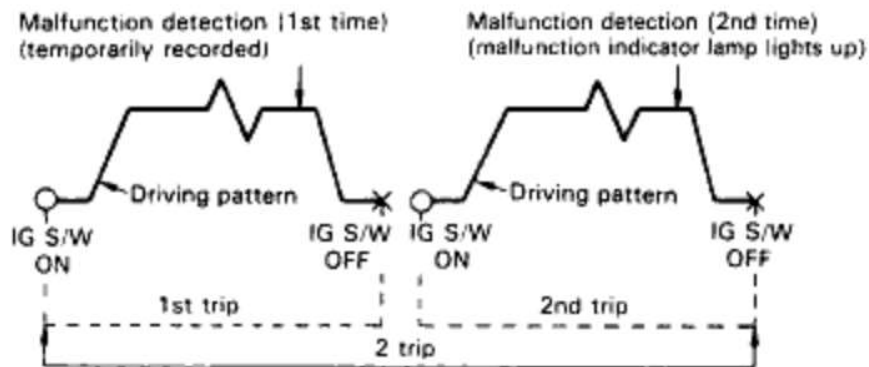 Malfunction detection (1st time)
(temporarily recorded)
Malfunction detection (2nd time)
(malfunction indicator lamp lights up)
Driving pattern
Driving pattern
IG S/W
ON
IG S/W
OFF
IG S/W
ON
IG S/W
OFF
1st trip
2nd trip
2 trip